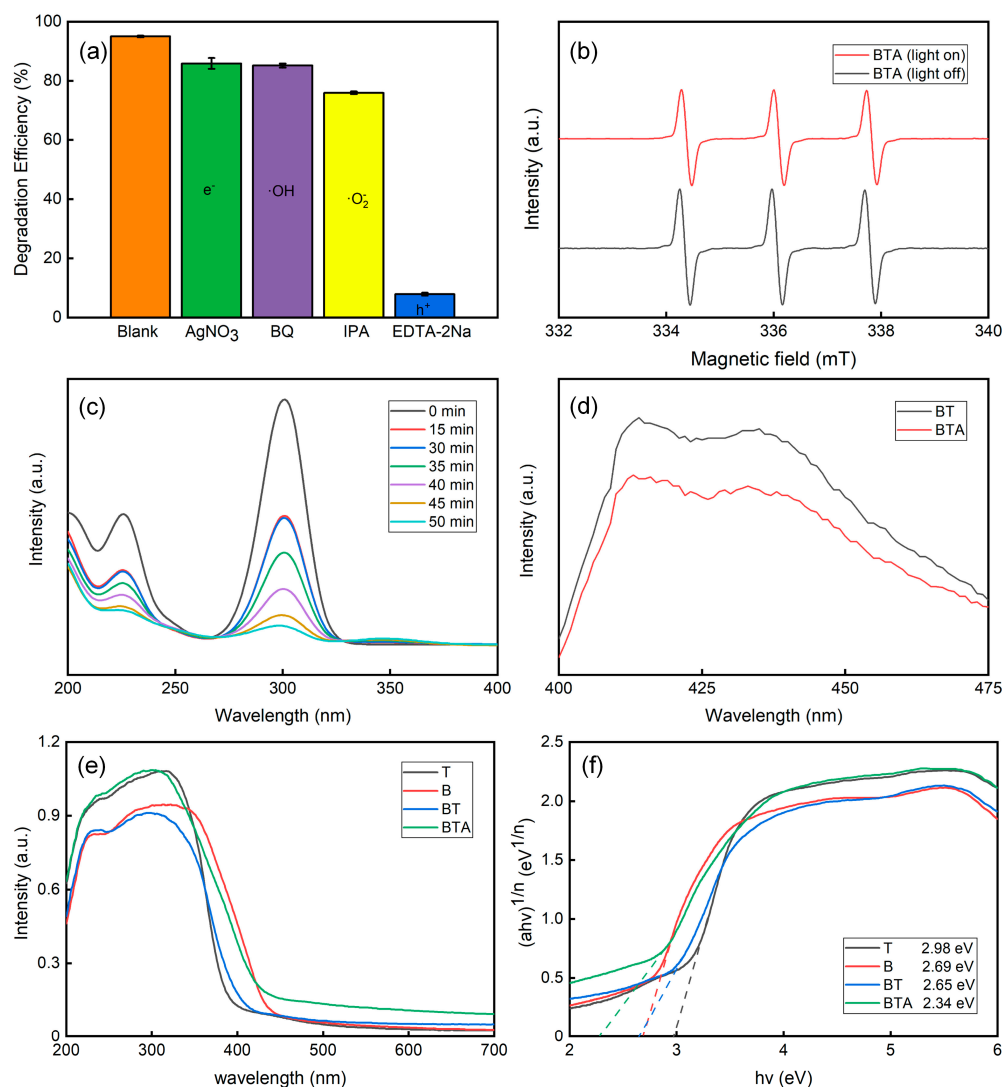 (a)
Degradation Efficiency (%)
100
80
60
40
20
0
e-
·OH
·O2-
h+
Blank AgNO3 BQ IPA EDTA-2Na
(b)
BTA (light on)
BTA (light off)
Intensity (a.u.)
332 334 336 338 340
Magnetic field (mT)
(c)
0 min
15 min
30 min
35 min
40 min
45 min
50 min
Intensity (a.u.)
200 250 300 350 400
Wavelength (nm)
(d)
BT
BTA
Intensity (a.u.)
400 425 450 475
Wavelength (nm)
(e)
T
B
BT
BTA
Intensity (a.u.)
1.2
0.9
0.6
0.3
0
200 300 400 500 600 700
wavelength (nm)
(f)
(ahv)1/n (eV1/n)
2.5
2.0
1.5
1.0
0.5
0
T 2.98 eV
B 2.69 eV
BT 2.65 eV
BTA 2.34 eV
2 3 4 5 6
hv (eV)